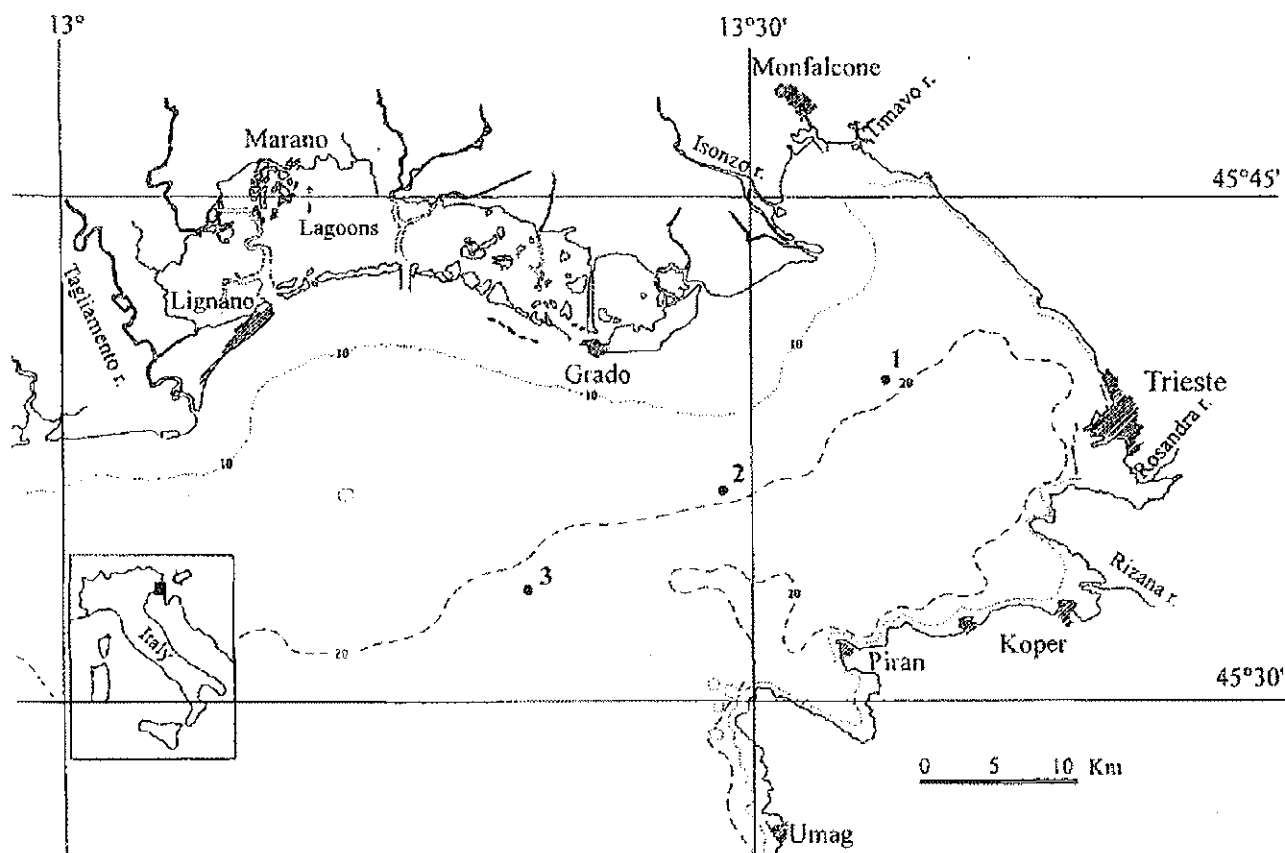 13°
13°30'
Monfalcone
Timavo r.
Marano
Isonzo r.
45°45'
Lagoons
Tagliamento r.
Lignano
10
10
Grado
10
10
1
20
Trieste
Rosandra r.
2
3
20
Rizana r.
Italy
20
Koper
Piran
45°30'
0 5 10 Km
Umag